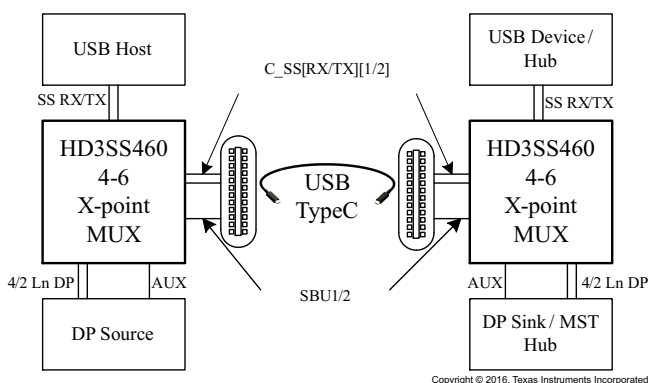 USB Host
USB Device/
Hub
C_SS[RX/TX][1/2]
SS RX/TX
SS RX/TX
HD3SS460
4-6
X-point
MUX
USB
TypeC
HD3SS460
4-6
X-point
MUX
4/2 Ln DP
AUX
SBU1/2
AUX
4/2 Ln DP
DP Source
DP Sink/ MST
Hub
Copyright © 2016, Texas Instruments Incorporated